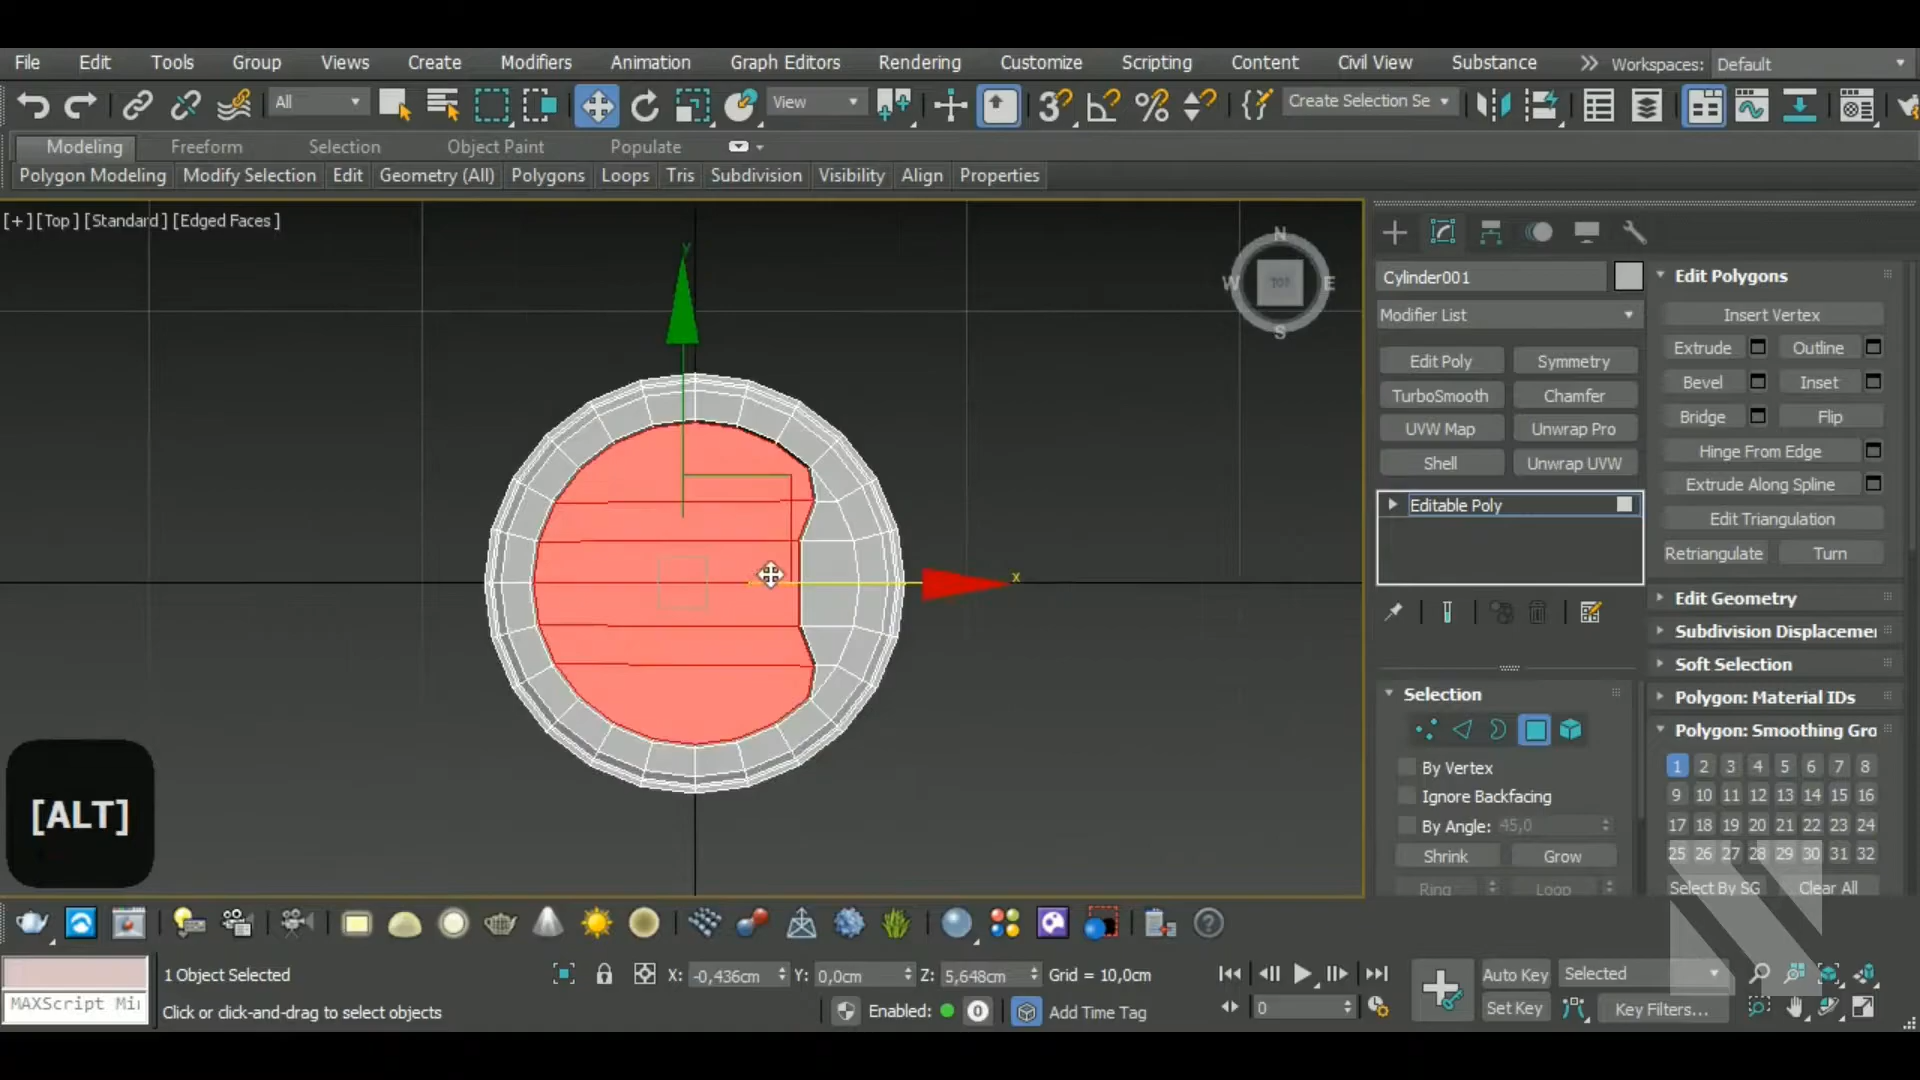 File Edit Tools Group Views Create Modifiers Animation Graph Editors Rendering Customize Scripting Content Civil View Substance Workspaces: Default
All View Create Selection Se
Modeling Freeform Selection Object Paint Populate
Polygon Modeling Modify Selection Edit Geometry (All) Polygons Loops Tris Subdivision Visibility Align Properties
[+] [Top] [Standard] [Edged Faces]
y
x
N
W TOP E
S
[ALT]
Cylinder001
Modifier List
Edit Poly Symmetry
TurboSmooth Chamfer
UVW Map Unwrap Pro
Shell Unwrap UVW
Editable Poly
Selection
By Vertex
Ignore Backfacing
By Angle: 45,0
Shrink Grow
Ring Loop
Edit Polygons
Insert Vertex
Extrude Outline
Bevel Inset
Bridge Flip
Hinge From Edge
Extrude Along Spline
Edit Triangulation
Retriangulate Turn
Edit Geometry
Subdivision Displacemen
Soft Selection
Polygon: Material IDs
Polygon: Smoothing Gro
1 2 3 4 5 6 7 8
9 10 11 12 13 14 15 16
17 18 19 20 21 22 23 24
25 26 27 28 29 30 31 32
Select By SG Clear All
1 Object Selected X: -0,436cm Y: 0,0cm Z: 5,648cm Grid = 10,0cm Auto Key Selected
MAXScript Mi Click or click-and-drag to select objects Enabled: 0 Add Time Tag 0 Set Key Key Filters...